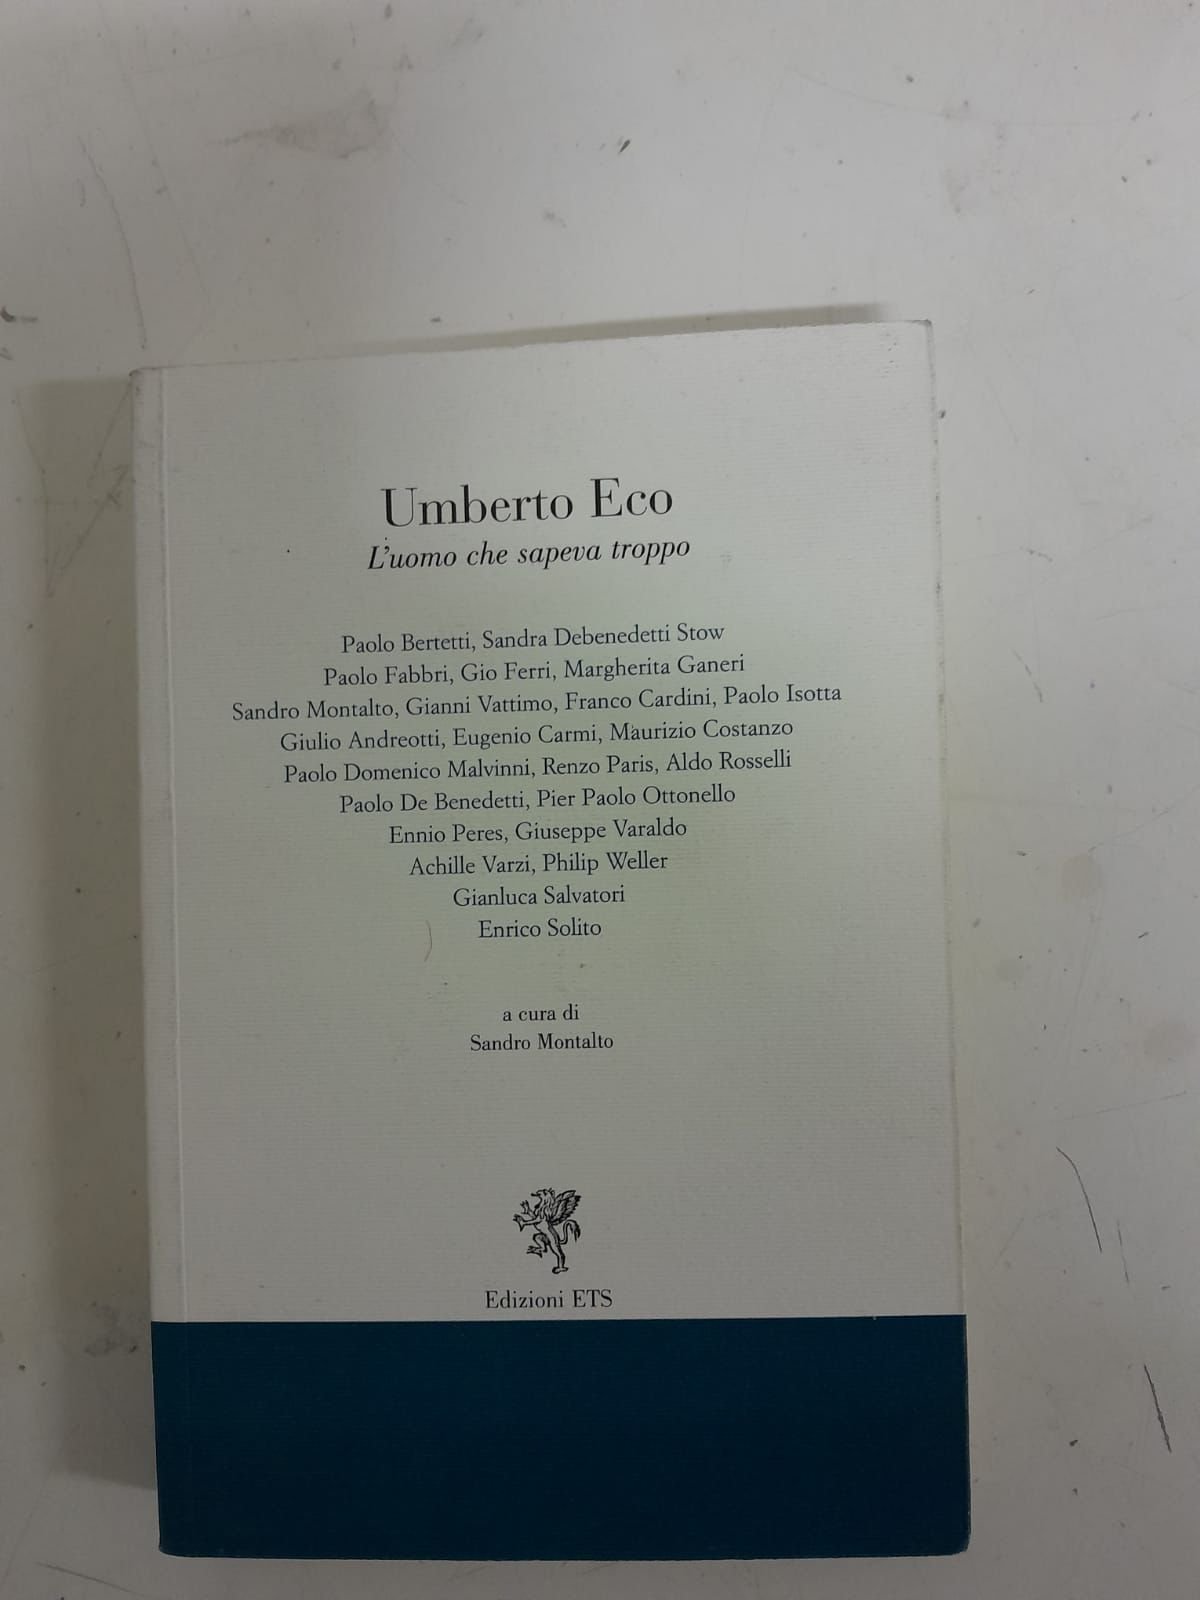 Umberto Eco
L'uomo che sapeva troppo
Paolo Bertetti, Sandra Debenedetti Stow
Paolo Fabbri, Gio Ferri, Margherita Ganeri
Sandro Montalto, Gianni Vattimo, Franco Cardini, Paolo Isotta
Giulio Andreotti, Eugenio Carmi, Maurizio Costanzo
Paolo Domenico Malvinni, Renzo Paris, Aldo Rosselli
Paolo De Benedetti, Pier Paolo Ottonello
Ennio Peres, Giuseppe Varaldo
Achille Varzi, Philip Weller
Gianluca Salvatori
Enrico Solito
a cura di
Sandro Montalto
Edizioni ETS